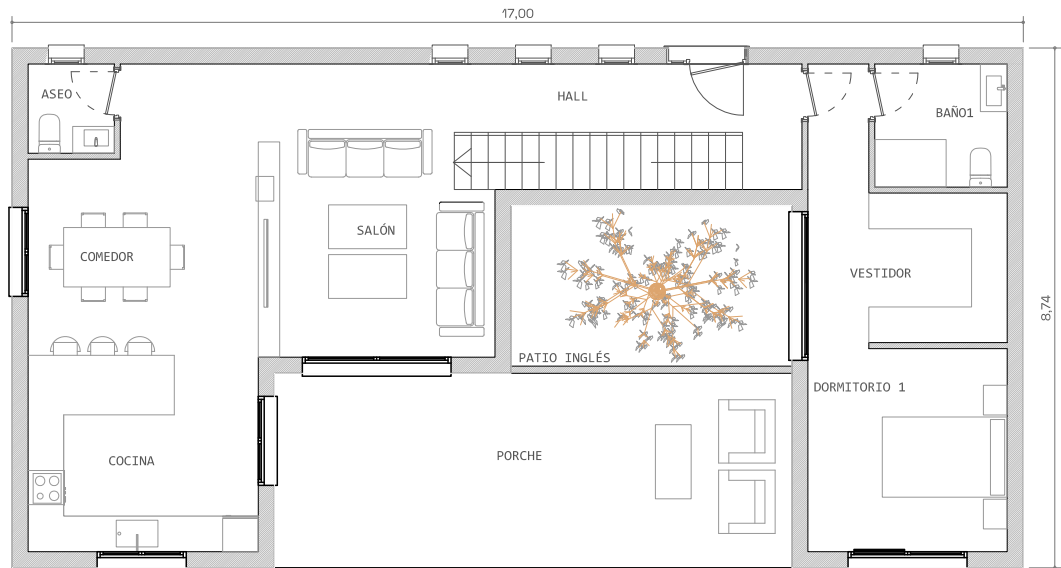 17,00
ASEO
HALL
BAÑO1
SALÓN
COMEDOR
VESTIDOR
8,74
PATIO INGLÉS
DORMITORIO 1
COCINA
PORCHE